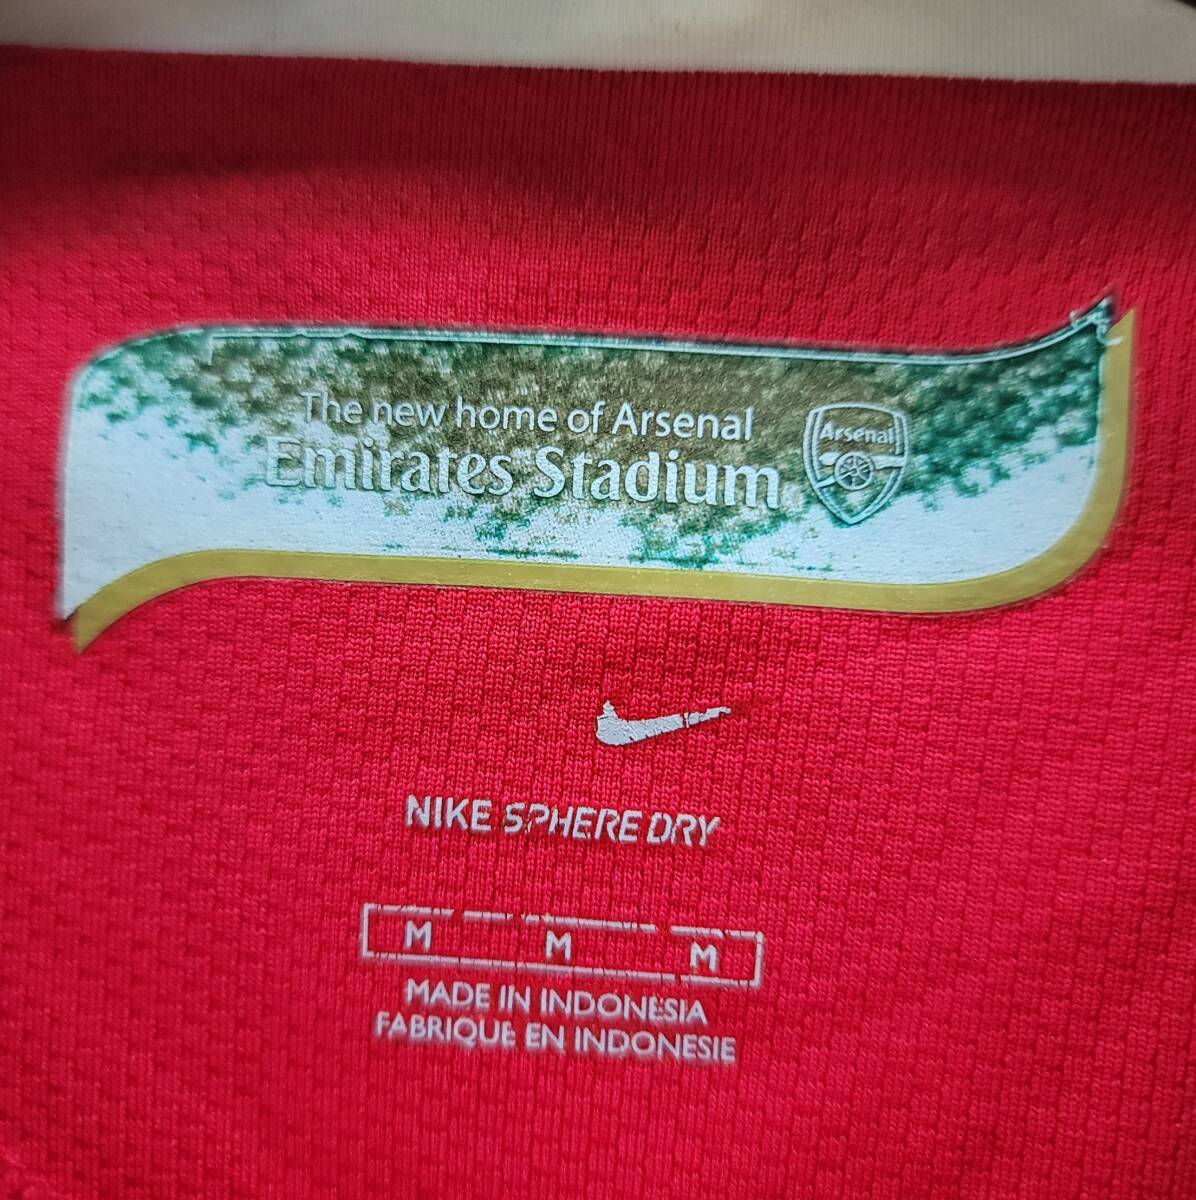 The new home of Arsenal
Emirates Stadium
Arsenal
NIKE SPHERE DRY
M M M
MADE IN INDONESIA
FABRIQUE EN INDONESIE